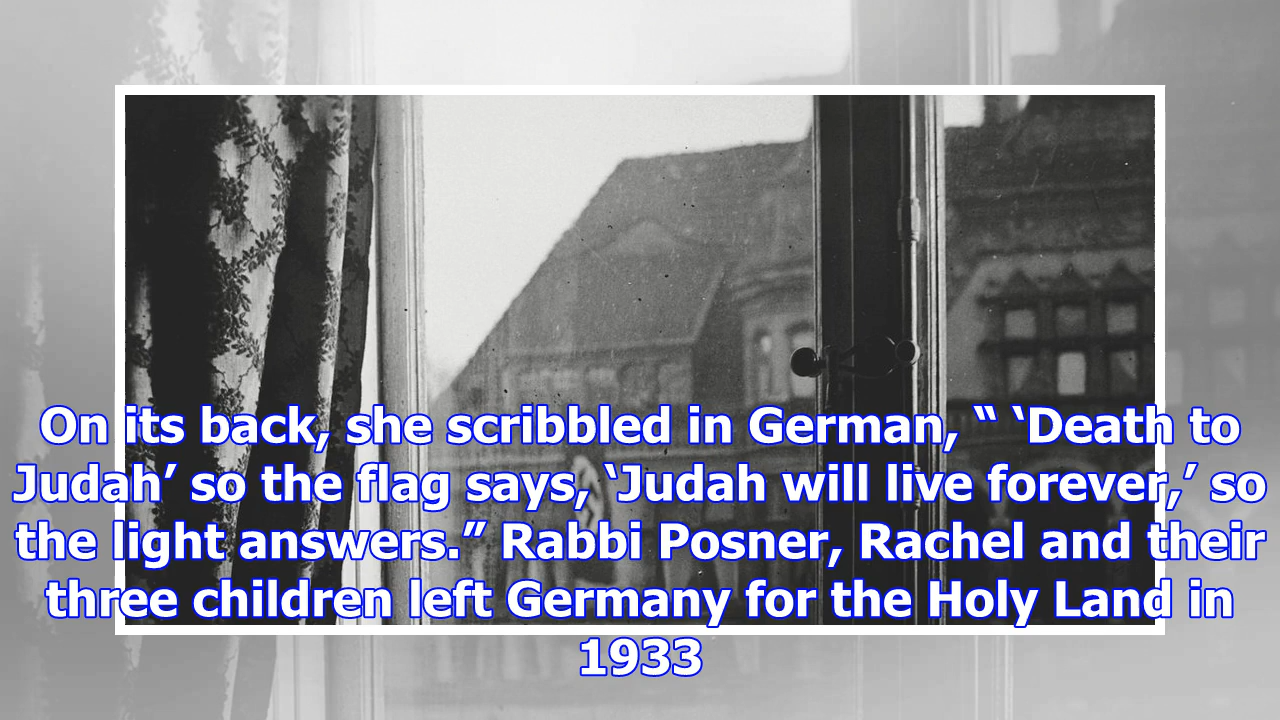 On its back, she scribbled in German, “ ‘Death to
Judah’ so the flag says, ‘Judah will live forever,’ so
the light answers.” Rabbi Posner, Rachel and their
three children left Germany for the Holy Land in
1933